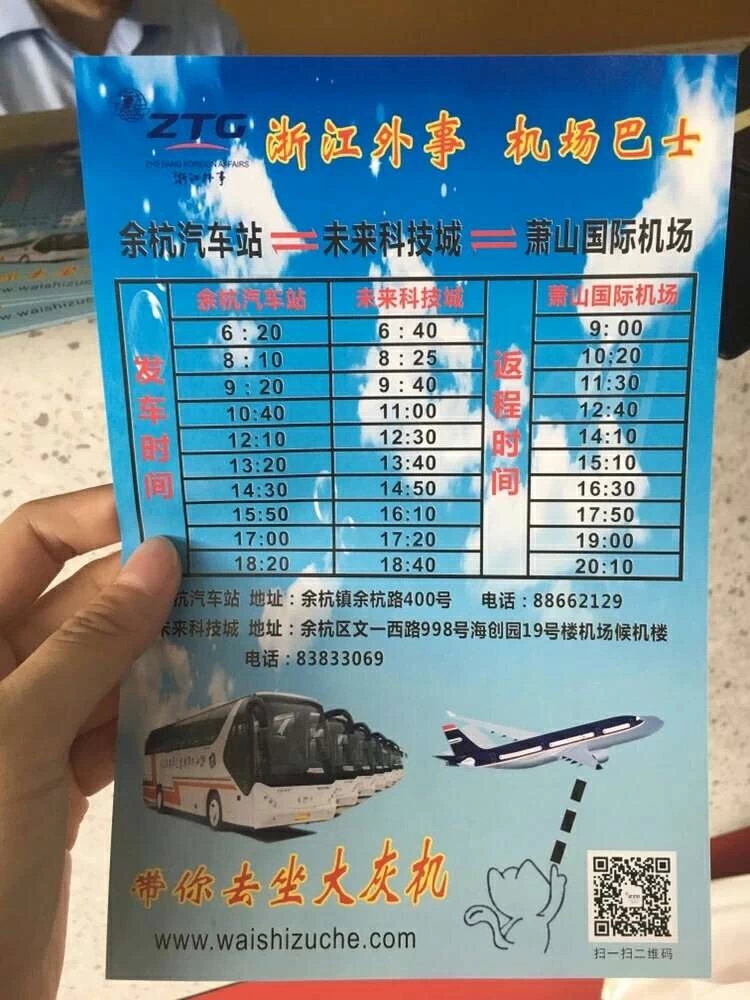 ZTG
ZHEJIANG FOREIGN AFFAIRS
浙江外事
浙江外事 机场巴士
余杭汽车站⇌未来科技城⇌萧山国际机场
发车时间
余杭汽车站 未来科技城
返程时间
萧山国际机场
6：20 6：40 9：00
8：10 8：25 10:20
9：20 9：40 11:30
10:40 11:00 12:40
12:10 12:30 14:10
13:20 13:40 15:10
14:30 14:50 16:30
15:50 16:10 17:50
17:00 17:20 19:00
18:20 18:40 20:10
杭汽车站 地址：余杭镇余杭路400号 电话：88662129
未来科技城 地址：余杭区文一西路998号海创园19号楼机场候机楼
电话：83833069
带你去坐大灰机
www.waishizuche.com
扫一扫二维码